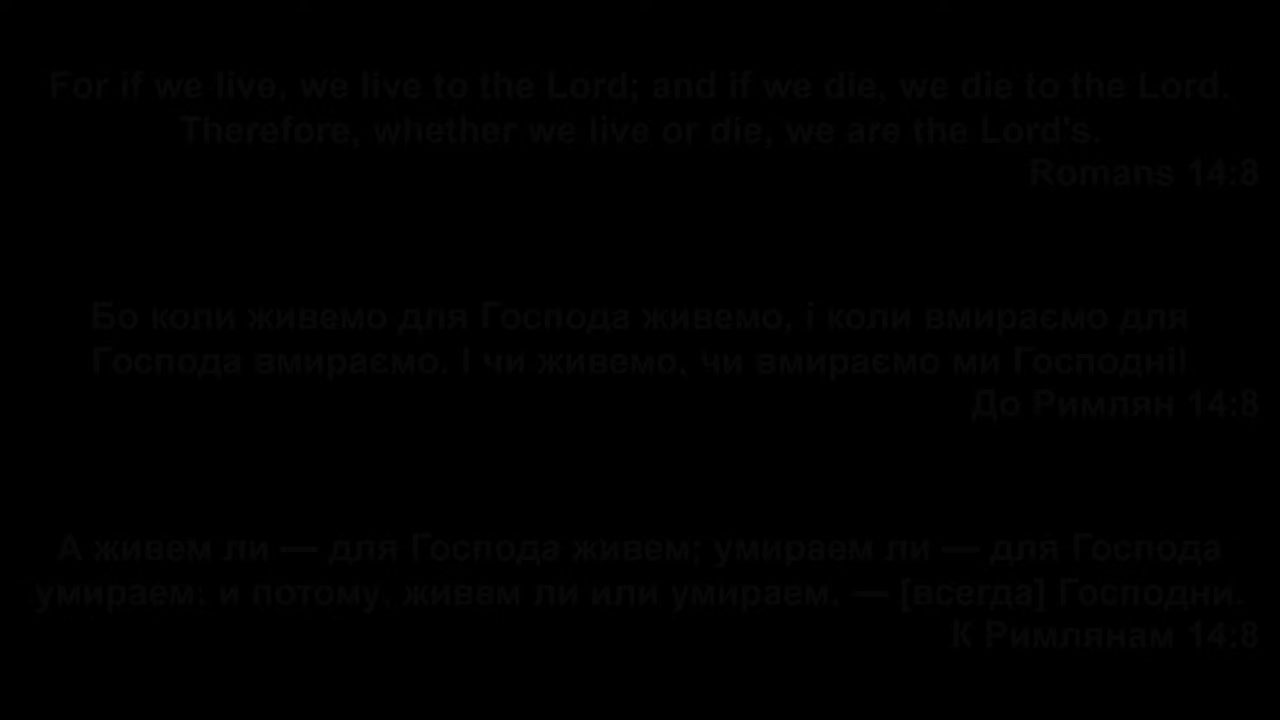 For if we live, we live to the Lord; and if we die, we die to the Lord.
Therefore, whether we live or die, we are the Lord's.
Romans 14:8
Бо коли живемо для Господа живемо, і коли вмираємо для
Господа вмираємо. І чи живемо, чи вмираємо ми Господні!
До Римлян 14:8
А живем ли — для Господа живем; умираем ли — для Господа
умираем: и потому, живем ли или умираем, — [всегда] Господни.
К Римлянам 14:8